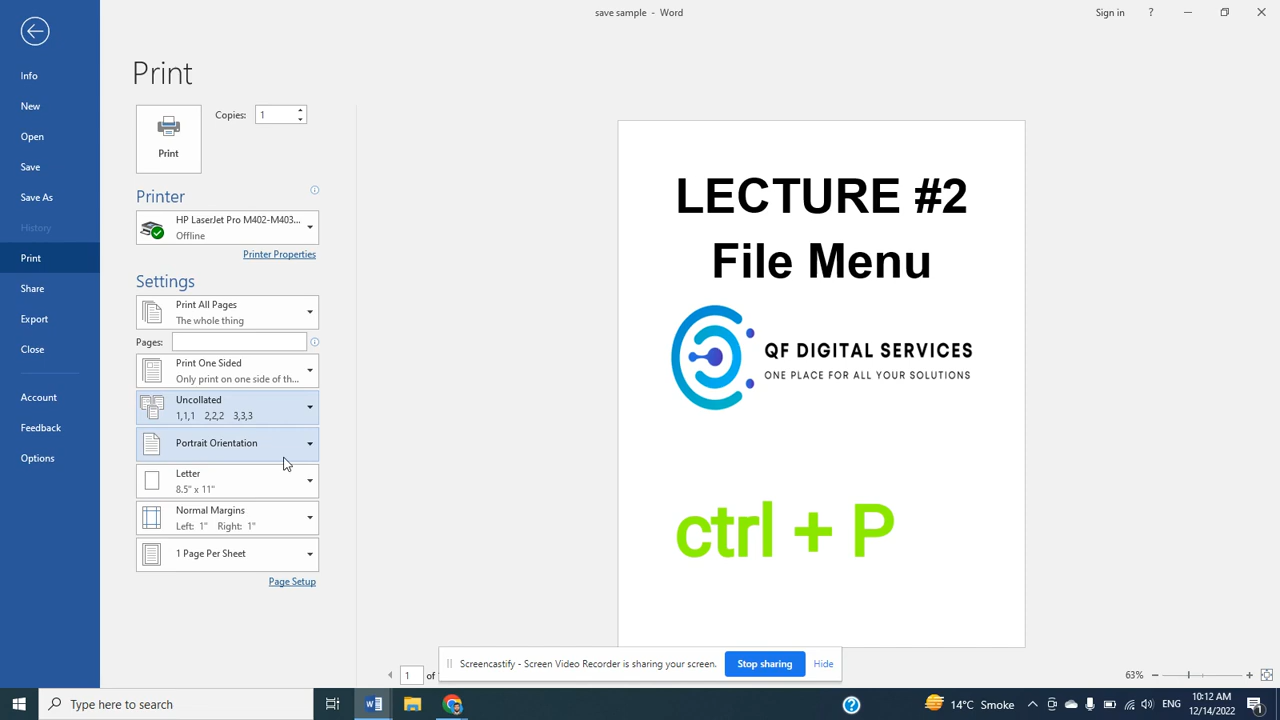 save sample - Word
Sign in
?
Info
New
Open
Save
Save As
History
Print
Share
Export
Close
Account
Feedback
Options
Print
Print
Copies: 1
Printer
HP LaserJet Pro M402-M403...
Offline
Printer Properties
Settings
Print All Pages
The whole thing
Pages:
Print One Sided
Only print on one side of th...
Uncollated
1,1,1 2,2,2 3,3,3
Portrait Orientation
Letter
8.5" x 11"
Normal Margins
Left: 1" Right: 1"
1 Page Per Sheet
Page Setup
LECTURE #2
File Menu
QF DIGITAL SERVICES
ONE PLACE FOR ALL YOUR SOLUTIONS
ctrl + P
Screencastify - Screen Video Recorder is sharing your screen.
Stop sharing
Hide
1 of
63%
Type here to search
14°C Smoke
ENG
10:12 AM
12/14/2022